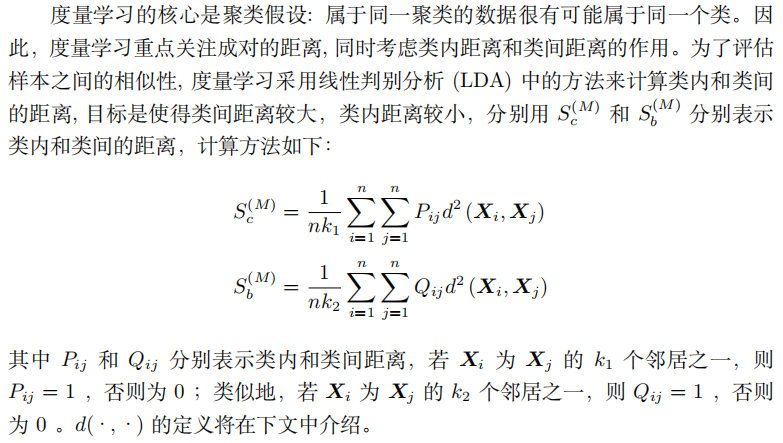 度量学习的核心是聚类假设: 属于同一聚类的数据很有可能属于同一个类。因
此，度量学习重点关注成对的距离, 同时考虑类内距离和类间距离的作用。为了评估
样本之间的相似性, 度量学习采用线性判别分析 (LDA) 中的方法来计算类内和类间
的距离, 目标是使得类间距离较大，类内距离较小，分别用 $S_c^{(M)}$ 和 $S_b^{(M)}$ 分别表示
类内和类间的距离，计算方法如下：
$S_c^{(M)} = \frac{1}{nk_1} \sum_{i=1}^{n} \sum_{j=1}^{n} P_{ij} d^2 (\boldsymbol{X}_i, \boldsymbol{X}_j)$
$S_b^{(M)} = \frac{1}{nk_2} \sum_{i=1}^{n} \sum_{j=1}^{n} Q_{ij} d^2 (\boldsymbol{X}_i, \boldsymbol{X}_j)$
其中 $P_{ij}$ 和 $Q_{ij}$ 分别表示类内和类间距离，若 $\boldsymbol{X}_i$ 为 $\boldsymbol{X}_j$ 的 $k_1$ 个邻居之一，则
$P_{ij} = 1$ ，否则为 0 ；类似地，若 $\boldsymbol{X}_i$ 为 $\boldsymbol{X}_j$ 的 $k_2$ 个邻居之一，则 $Q_{ij} = 1$ ，否则
为 0 。$d(\cdot, \cdot)$ 的定义将在下文中介绍。